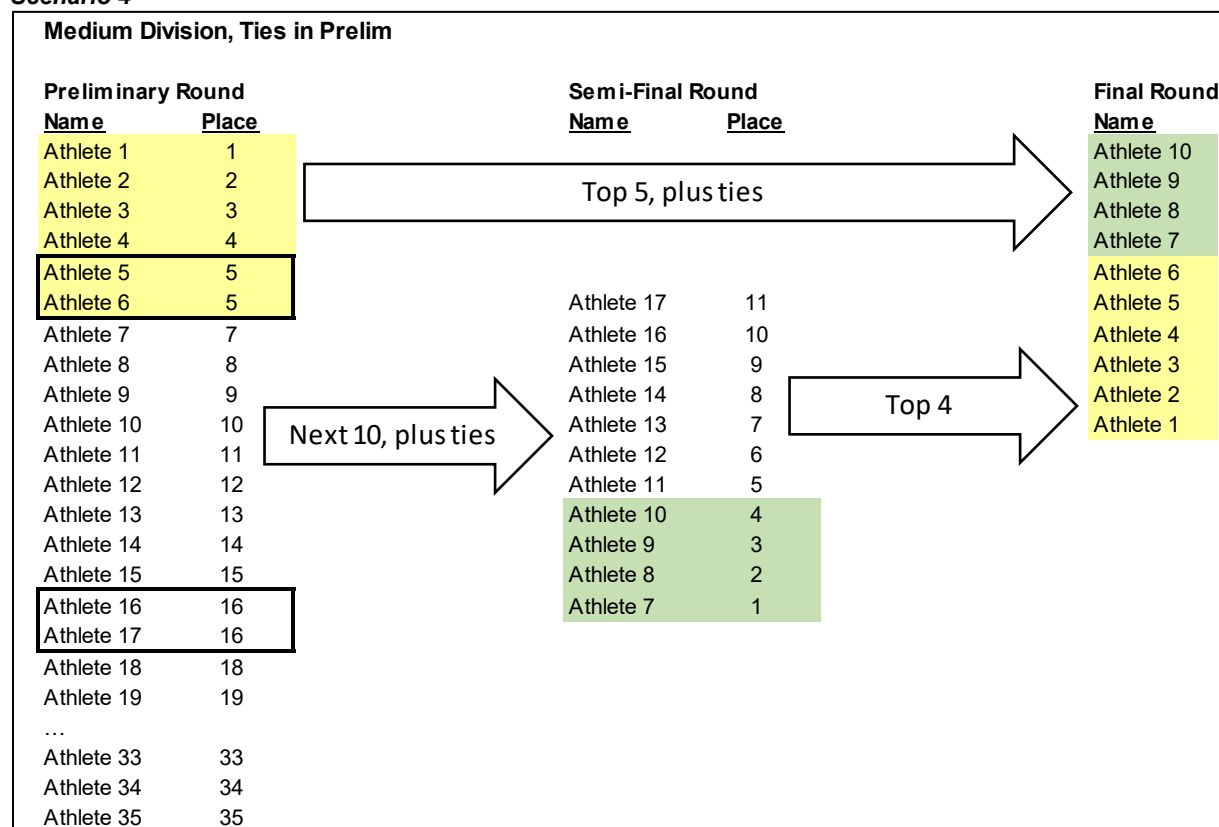 Medium Division, Ties in Prelim
Preliminary Round Semi-Final Round Final Round
Name Place Name Place Name
Athlete 1 1 Athlete 10
Athlete 2 2 Top 5, plus ties Athlete 9
Athlete 3 3 Athlete 8
Athlete 4 4 Athlete 7
Athlete 5 5 Athlete 6
Athlete 6 5 Athlete 17 11 Athlete 5
Athlete 7 7 Athlete 16 10 Athlete 4
Athlete 8 8 Athlete 15 9 Athlete 3
Athlete 9 9 Athlete 14 8 Top 4 Athlete 2
Athlete 10 10 Next 10, plus ties Athlete 13 7 Athlete 1
Athlete 11 11 Athlete 12 6
Athlete 12 12 Athlete 11 5
Athlete 13 13 Athlete 10 4
Athlete 14 14 Athlete 9 3
Athlete 15 15 Athlete 8 2
Athlete 16 16 Athlete 7 1
Athlete 17 16
Athlete 18 18
Athlete 19 19
…
Athlete 33 33
Athlete 34 34
Athlete 35 35